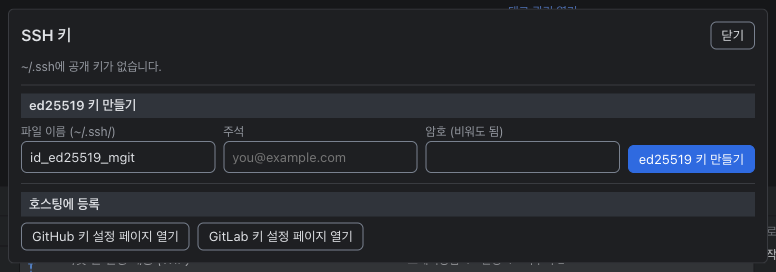 SSH 키
닫기
~/.ssh에 공개 키가 없습니다.
ed25519 키 만들기
파일 이름 (~/.ssh/)
주석
암호 (비워도 됨)
id_ed25519_mgit
you@example.com
ed25519 키 만들기
호스팅에 등록
GitHub 키 설정 페이지 열기
GitLab 키 설정 페이지 열기
로
작